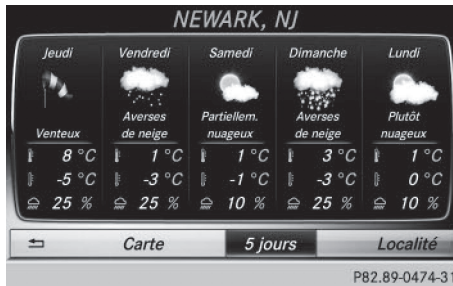 NEWARK, NJ
Jeudi Vendredi Samedi Dimanche Lundi
Averses Partiellem. Averses Plutôt
Venteux de neige nuageux de neige nuageux
8 °C 1 °C 1 °C 3 °C 1 °C
-5 °C -3 °C -1 °C -3 °C 0 °C
25 % 25 % 10 % 25 % 10 %
Carte 5 jours Localité
P82.89-0474-31